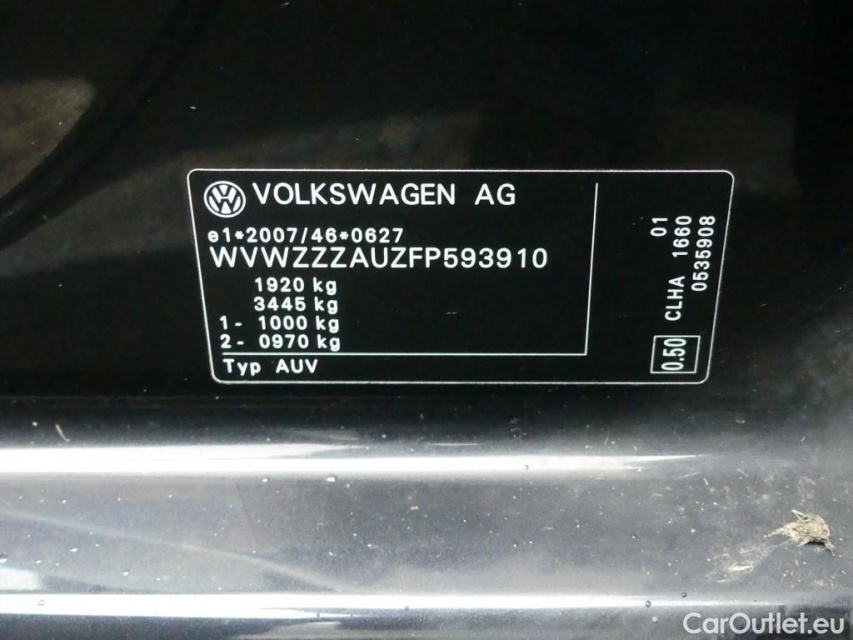 VOLKSWAGEN AG
e1*2007/46*0627
WVWZZZAUZFP593910
1920 kg
3445 kg
1- 1000 kg
2- 0970 kg
Typ AUV
01
CLHA 1660
0535908
0.50
CarOutlet.eu